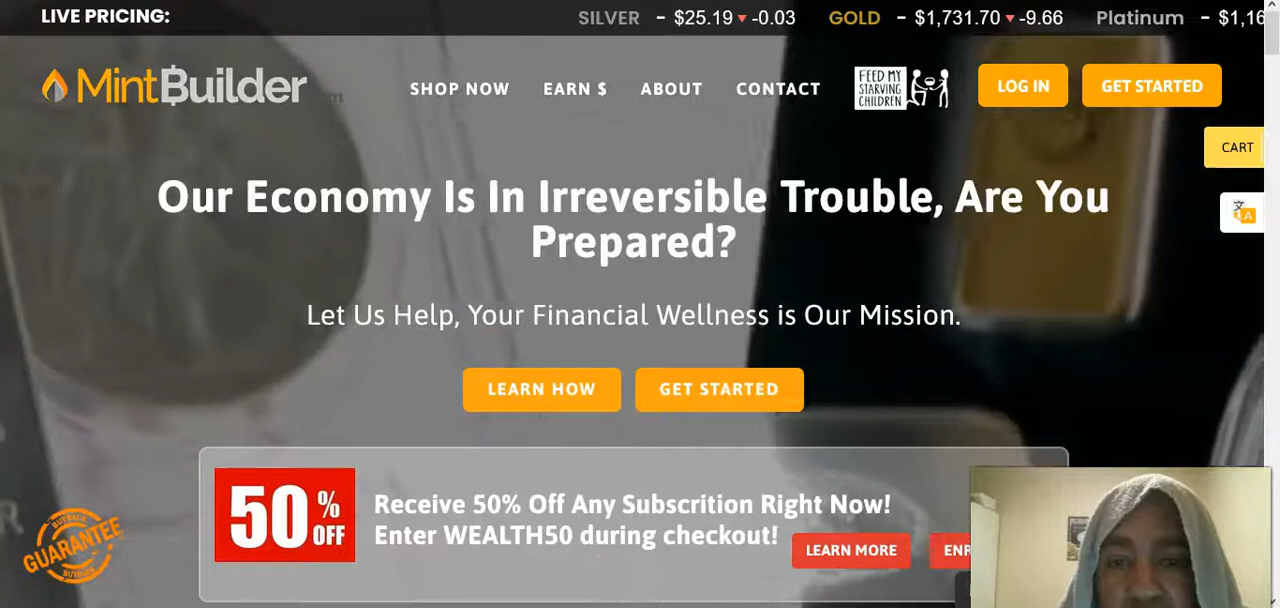 LIVE PRICING:
SILVER - $25.19 ▼ -0.03 GOLD - $1,731.70 ▼ -9.66 Platinum - $1,16
MintBuilder
SHOP NOW EARN $ ABOUT CONTACT
FEED MY
STARVING
CHILDREN
LOG IN GET STARTED
CART
Our Economy Is In Irreversible Trouble, Are You
Prepared?
Let Us Help, Your Financial Wellness is Our Mission.
LEARN HOW GET STARTED
50% OFF
Receive 50% Off Any Subscrition Right Now!
Enter WEALTH50 during checkout!
LEARN MORE
BUYBACK
GUARANTEE
BUYBACK